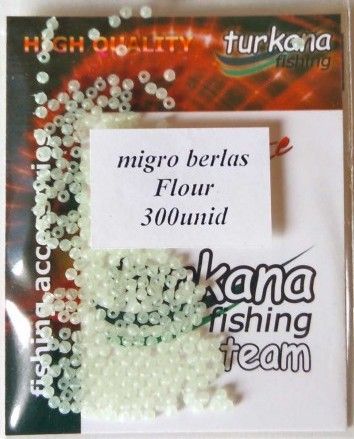 HIGH QUALITY
turkana
fishing
migro berlas
Flour
300unid
fishing accessories
turkana
fishing
team